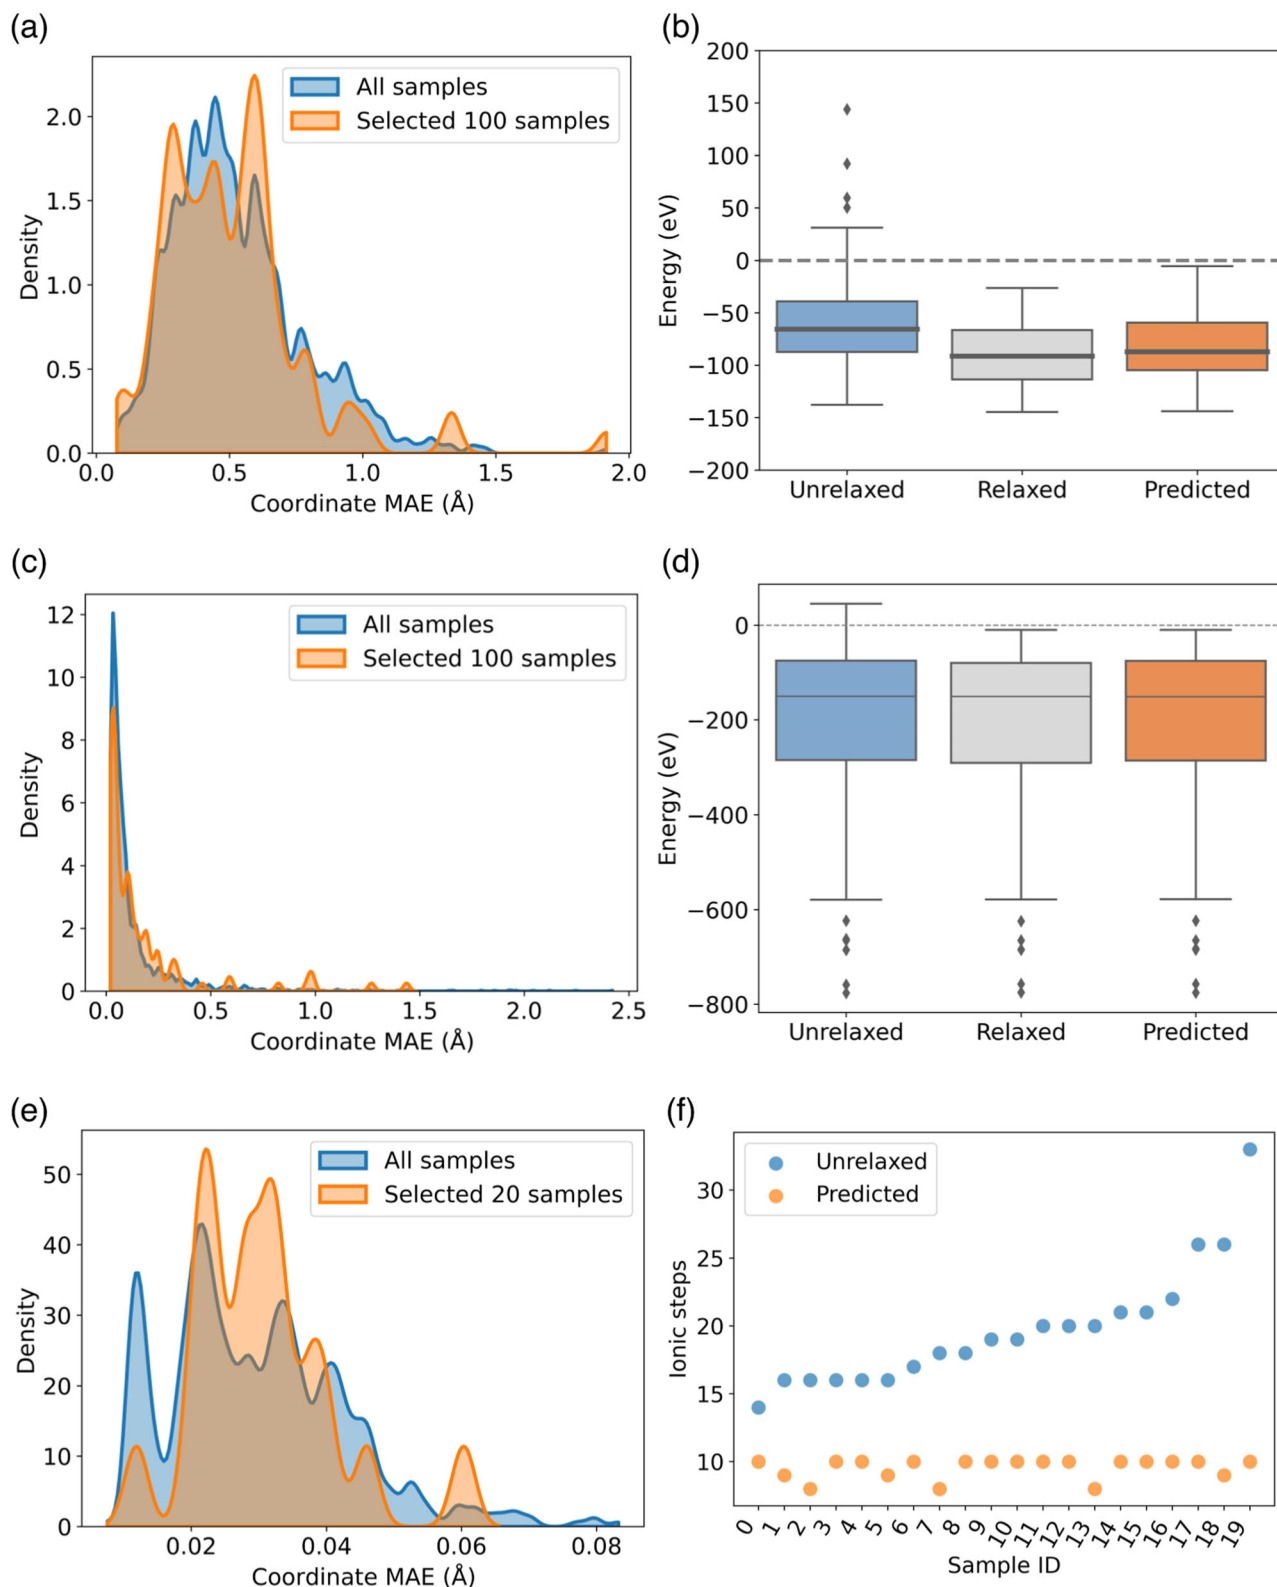 (a)
All samples
Selected 100 samples
2.0
1.5
1.0
0.5
0.0
Density
0.0 0.5 1.0 1.5 2.0
Coordinate MAE (Å)
(b)
200
150
100
50
0
−50
−100
−150
−200
Energy (eV)
Unrelaxed Relaxed Predicted
(c)
All samples
Selected 100 samples
12
10
8
6
4
2
0
Density
0.0 0.5 1.0 1.5 2.0 2.5
Coordinate MAE (Å)
(d)
0
−200
−400
−600
−800
Energy (eV)
Unrelaxed Relaxed Predicted
(e)
All samples
Selected 20 samples
50
40
30
20
10
0
Density
0.02 0.04 0.06 0.08
Coordinate MAE (Å)
(f)
Unrelaxed
Predicted
30
25
20
15
10
Ionic steps
0 1 2 3 4 5 6 7 8 9 10 11 12 13 14 15 16 17 18 19
Sample ID